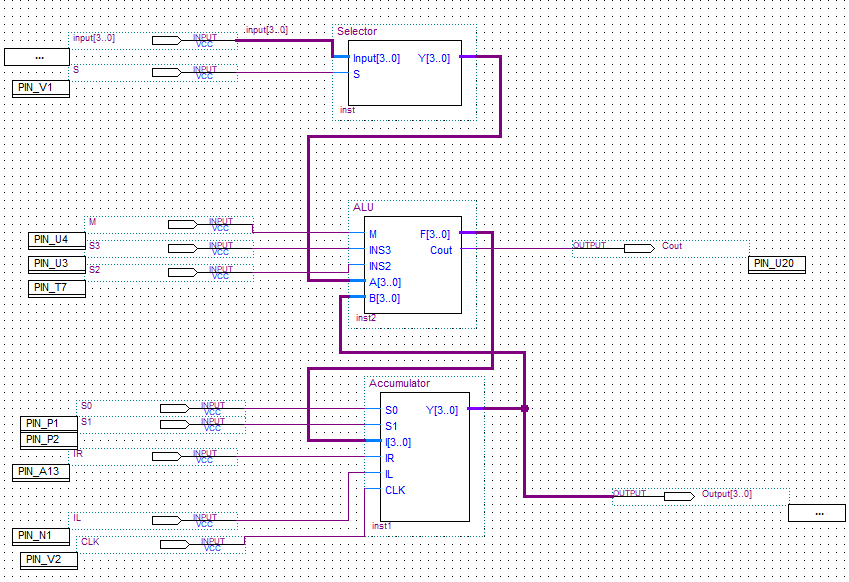 Selector
input[3..0]
INPUT
VCC
input[3..0]
...
Input[3..0]
Y[3..0]
S
INPUT
VCC
S
PIN_V1
inst
ALU
M
INPUT
VCC
M
F[3..0]
PIN_U4
S3
INPUT
VCC
INS3
Cout
OUTPUT
Cout
PIN_U3
S2
INPUT
VCC
INS2
PIN_U20
PIN_T7
A[3..0]
B[3..0]
inst2
Accumulator
S0
INPUT
VCC
S0
Y[3..0]
PIN_P1
S1
INPUT
VCC
S1
PIN_P2
I[3..0]
IR
INPUT
VCC
IR
PIN_A13
IL
CLK
OUTPUT
Output[3..0]
...
IL
INPUT
VCC
inst1
PIN_N1
CLK
INPUT
VCC
PIN_V2